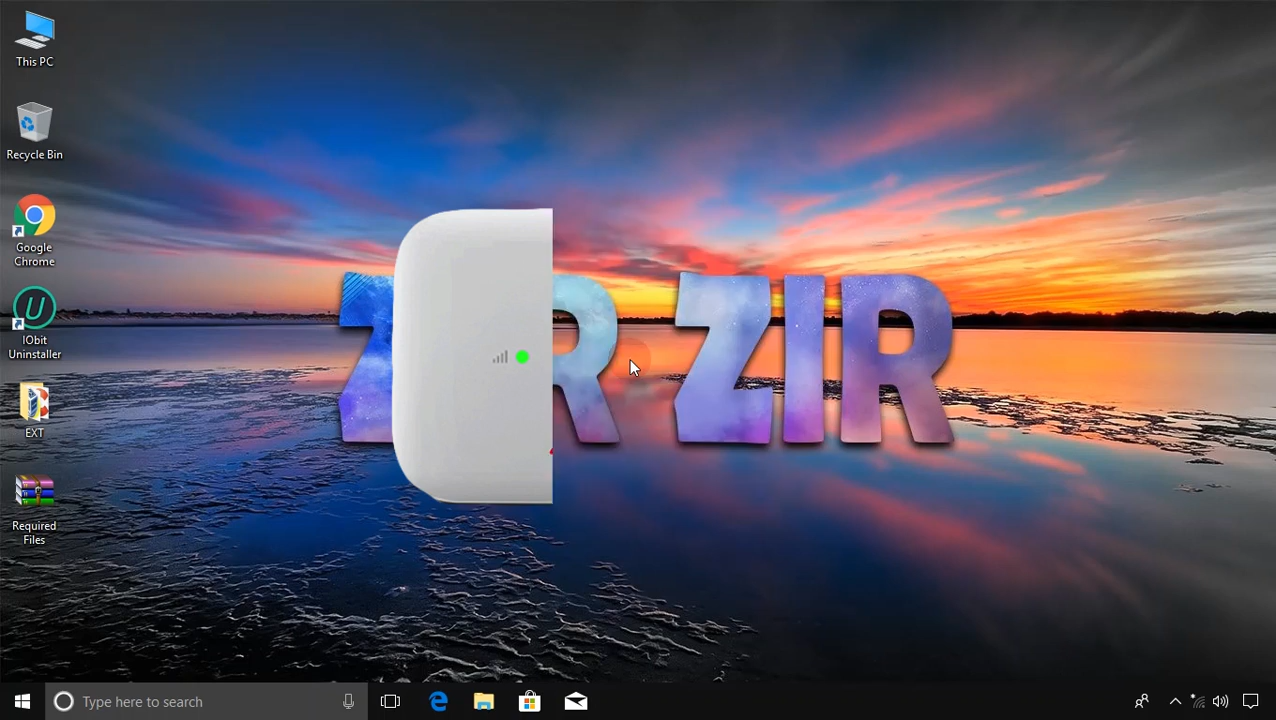 This PC
Recycle Bin
Google
Chrome
IObit
Uninstaller
EXT
Required
Files
R ZIR
Type here to search